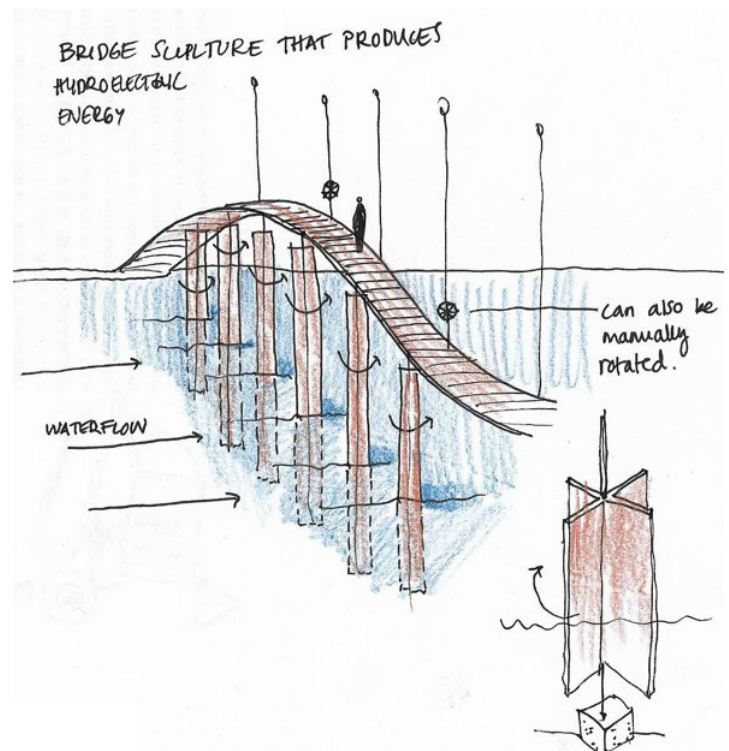 BRIDGE SCULPTURE THAT PRODUCES
HYDROELECTRIC
ENERGY
can also be
manually
rotated.
WATERFLOW